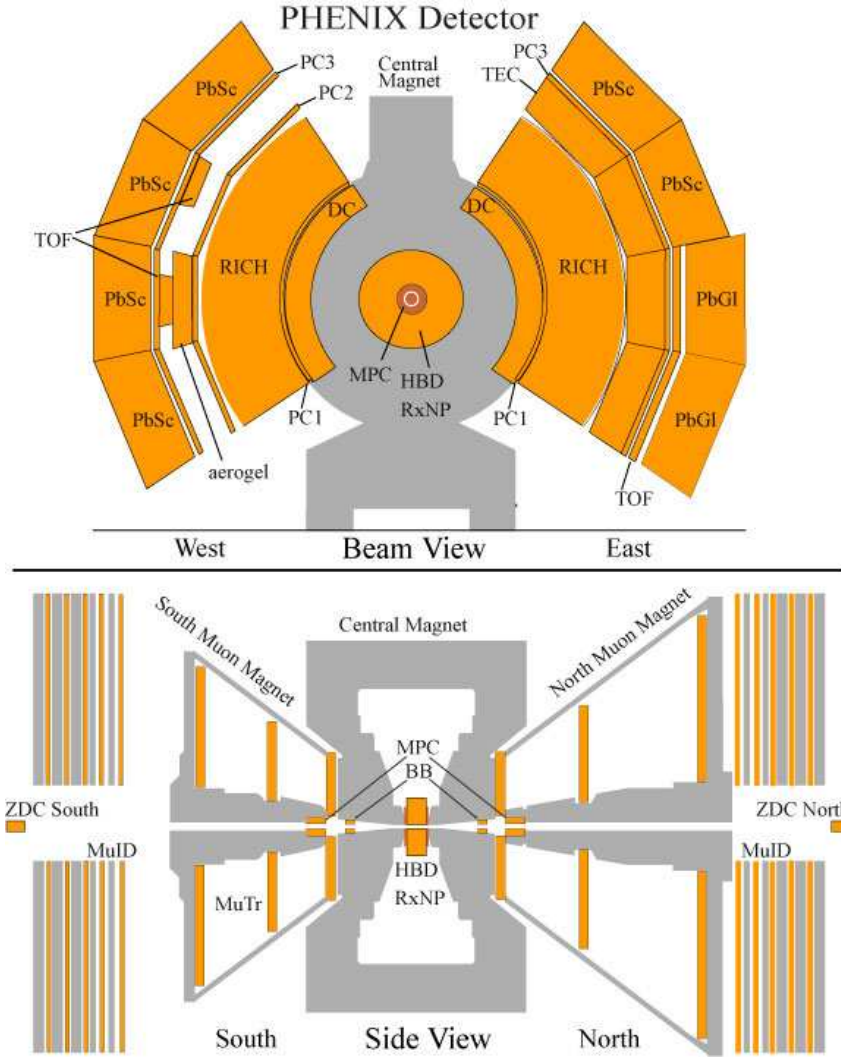 PHENIX Detector
Central
Magnet
PC3
PC2
PbSc
PbSc
TOF
PbSc
PbSc
RICH
DC
PC1
aerogel
MPC
HBD
RxNP
PC3
TEC
PbSc
PbSc
DC
RICH
PbGl
PbGl
PC1
TOF
West
Beam View
East
South Muon Magnet
Central Magnet
North Muon Magnet
MPC
BB
ZDC South
ZDC North
MuID
MuID
HBD
RxNP
MuTr
South
Side View
North